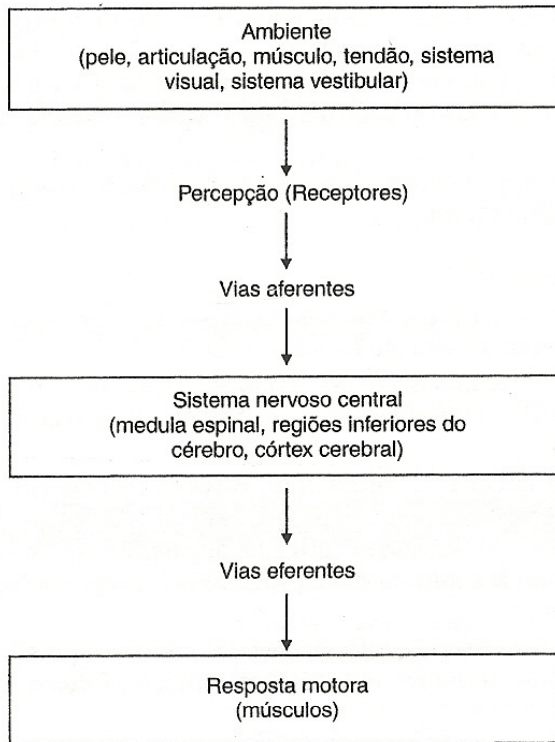 Ambiente
(pele, articulação, músculo, tendão, sistema
visual, sistema vestibular)
Percepção (Receptores)
Vias aferentes
Sistema nervoso central
(medula espinal, regiões inferiores do
cérebro, córtex cerebral)
Vias eferentes
Resposta motora
(músculos)